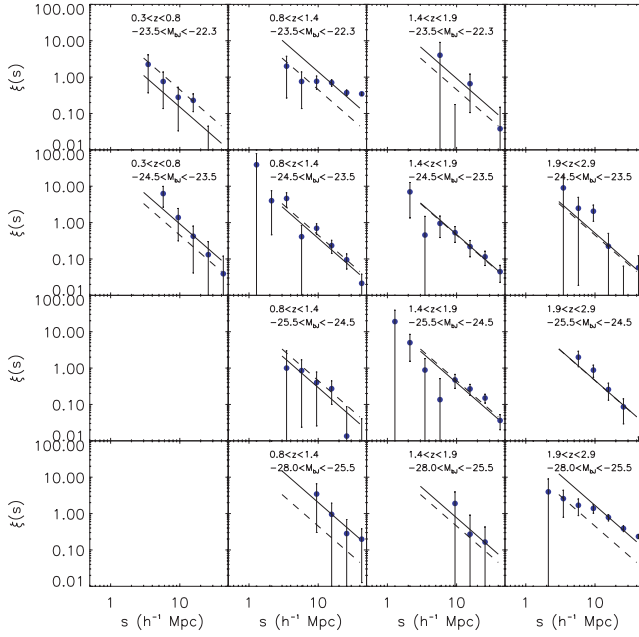 0.3<z<0.8
-23.5<M_bJ<-22.3
0.8<z<1.4
-23.5<M_bJ<-22.3
1.4<z<1.9
-23.5<M_bJ<-22.3
100.00
10.00
1.00
0.10
0.01
ξ(s)
0.3<z<0.8
-24.5<M_bJ<-23.5
0.8<z<1.4
-24.5<M_bJ<-23.5
1.4<z<1.9
-24.5<M_bJ<-23.5
1.9<z<2.9
-24.5<M_bJ<-23.5
100.00
10.00
1.00
0.10
0.01
ξ(s)
0.8<z<1.4
-25.5<M_bJ<-24.5
1.4<z<1.9
-25.5<M_bJ<-24.5
1.9<z<2.9
-25.5<M_bJ<-24.5
100.00
10.00
1.00
0.10
0.01
ξ(s)
0.8<z<1.4
-28.0<M_bJ<-25.5
1.4<z<1.9
-28.0<M_bJ<-25.5
1.9<z<2.9
-28.0<M_bJ<-25.5
100.00
10.00
1.00
0.10
0.01
ξ(s)
1 10
1 10
1 10
1 10
s (h⁻¹ Mpc)
s (h⁻¹ Mpc)
s (h⁻¹ Mpc)
s (h⁻¹ Mpc)